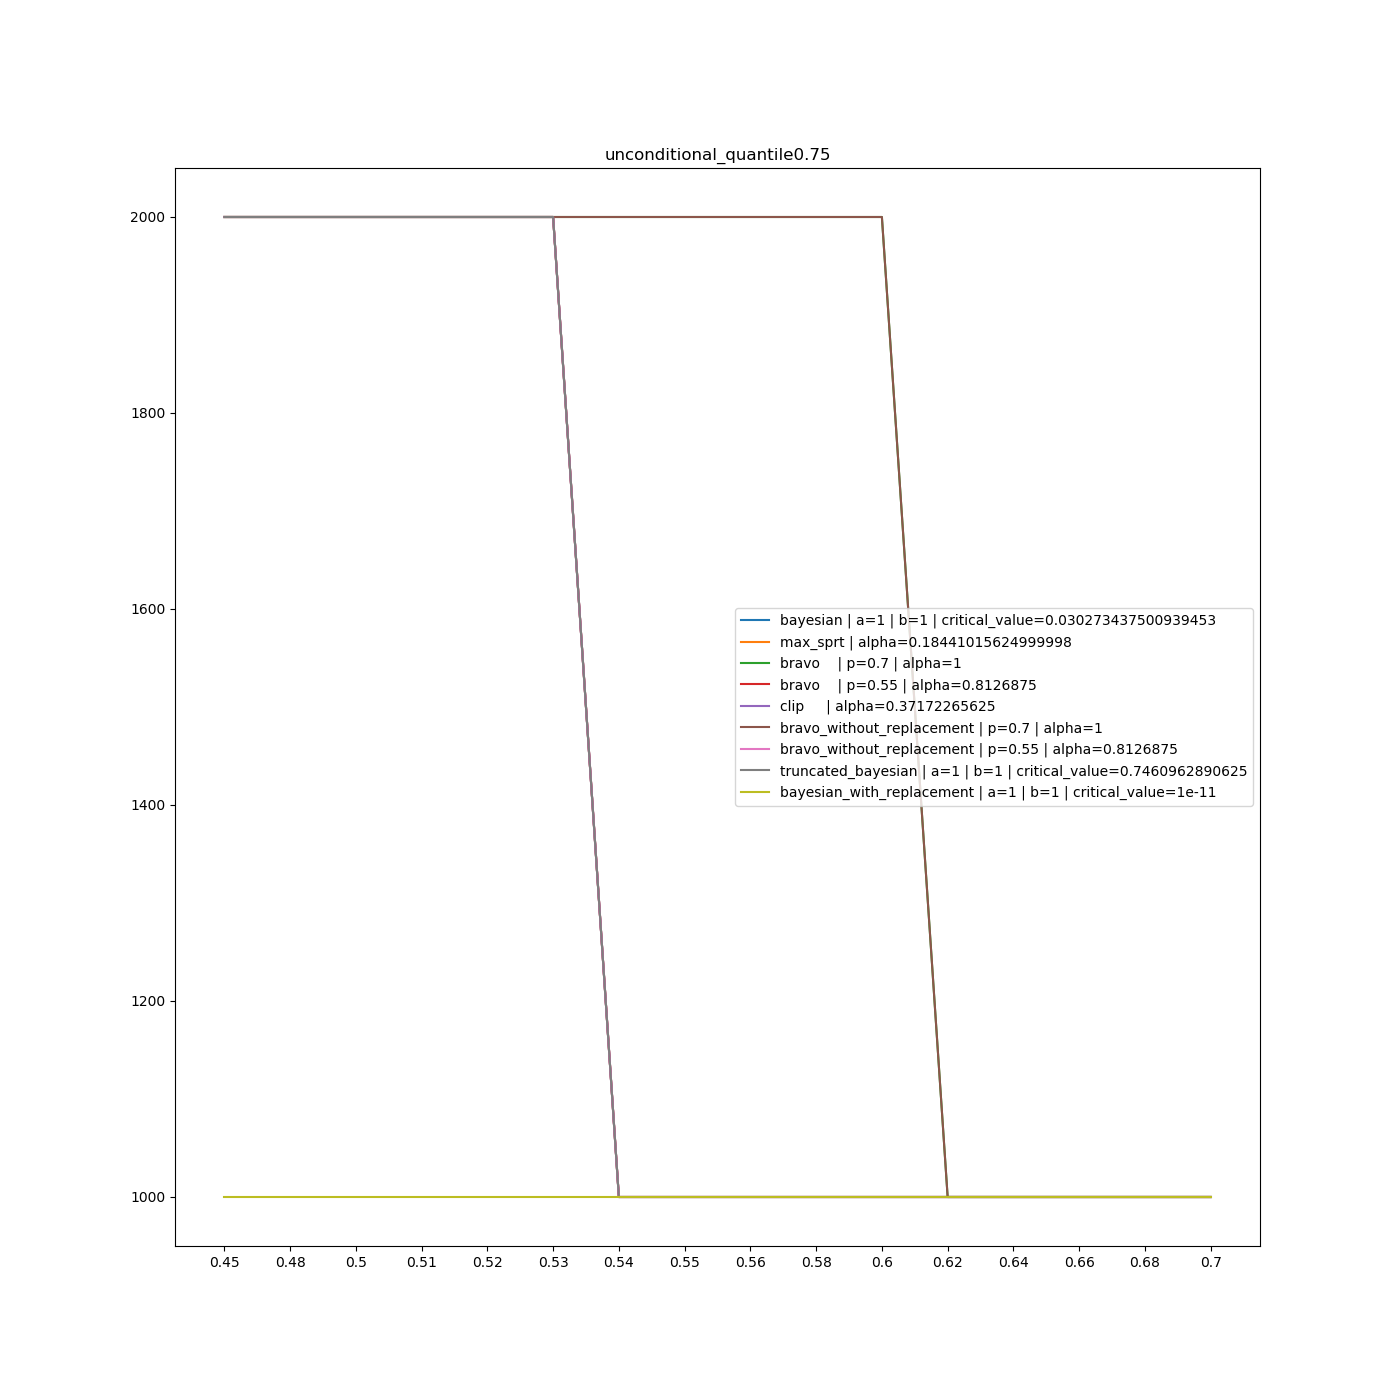 unconditional_quantile0.75
2000
1800
1600
1400
1200
1000
bayesian | a=1 | b=1 | critical_value=0.030273437500939453
max_sprt | alpha=0.18441015624999998
bravo    | p=0.7 | alpha=1
bravo    | p=0.55 | alpha=0.8126875
clip     | alpha=0.37172265625
bravo_without_replacement | p=0.7 | alpha=1
bravo_without_replacement | p=0.55 | alpha=0.8126875
truncated_bayesian | a=1 | b=1 | critical_value=0.7460962890625
bayesian_with_replacement | a=1 | b=1 | critical_value=1e-11
0.45 0.48 0.5 0.51 0.52 0.53 0.54 0.55 0.56 0.58 0.6 0.62 0.64 0.66 0.68 0.7